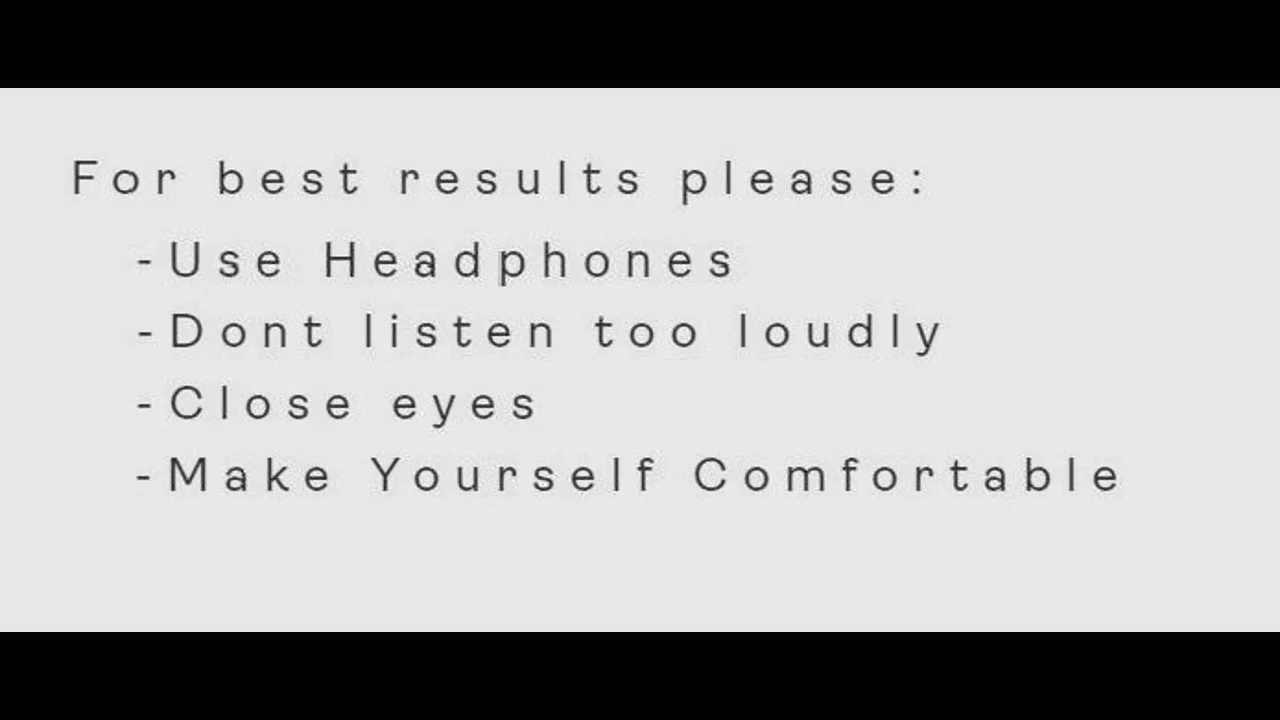 For best results please:
-Use Headphones
-Dont listen too loudly
-Close eyes
-Make Yourself Comfortable